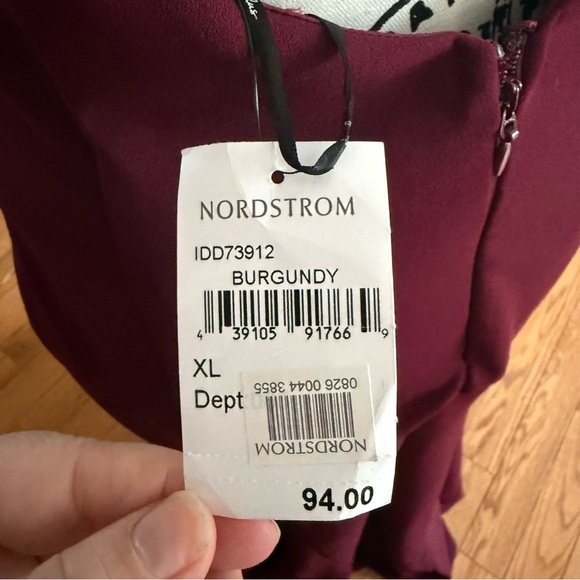 NORDSTROM
IDD73912
BURGUNDY
4 39105 91766 9
XL
Dept
0826 0044 3855
NORDSTROM
94.00